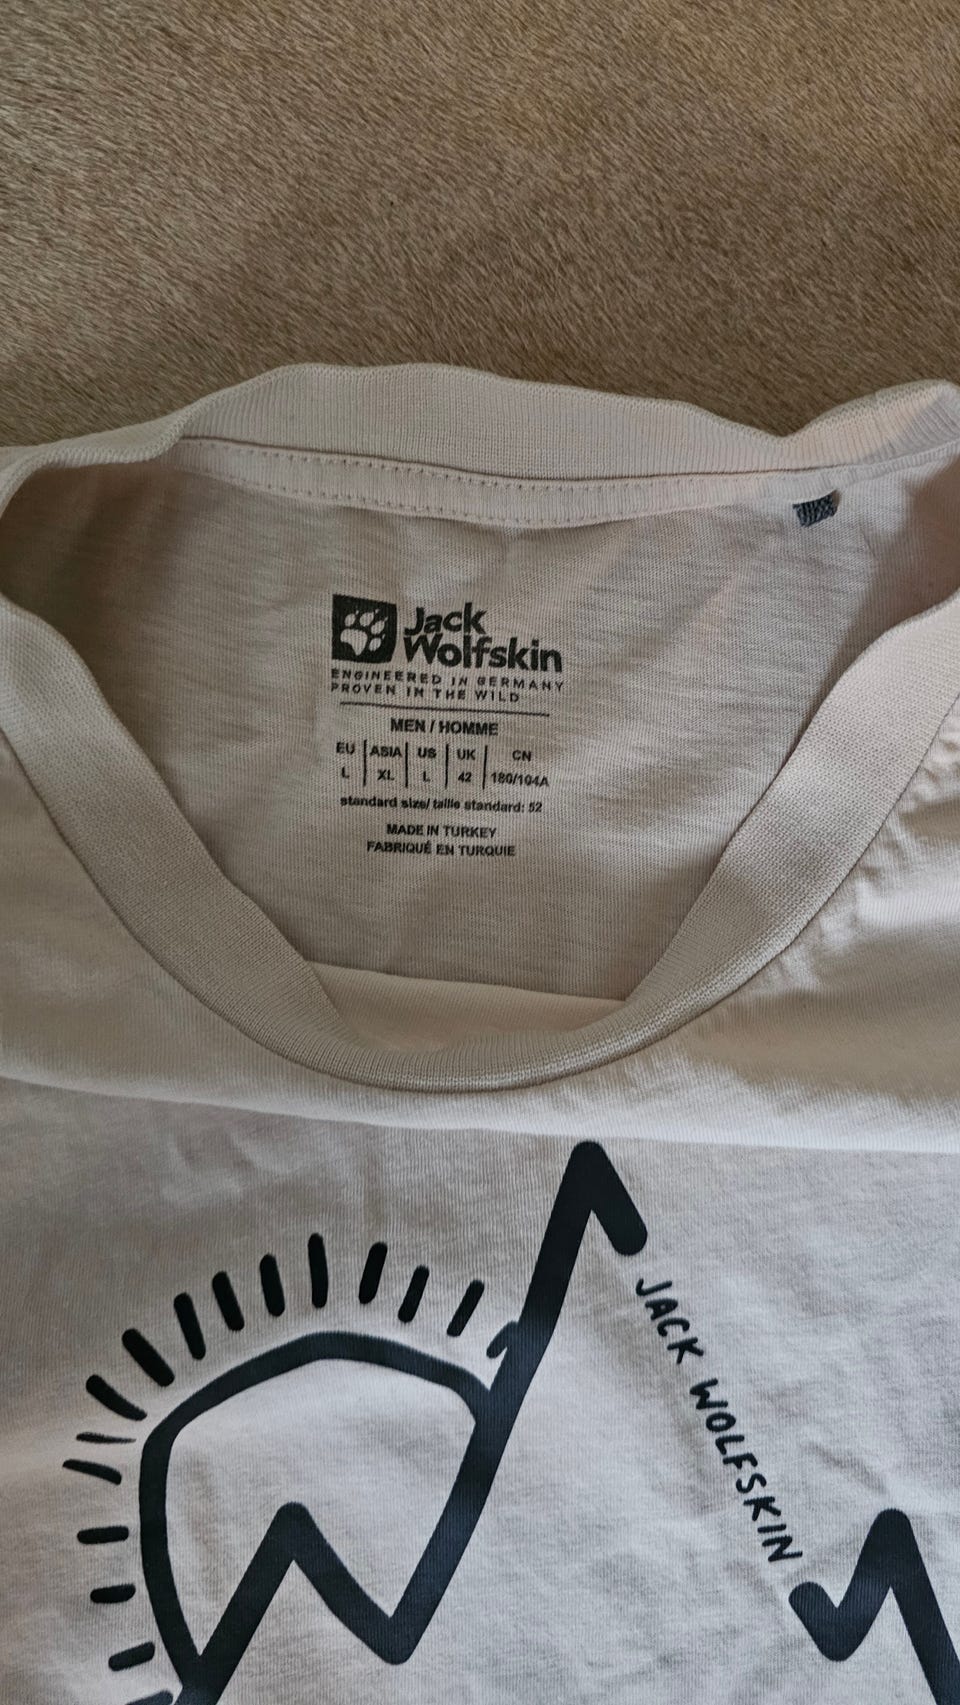 Jack
Wolfskin
ENGINEERED IN GERMANY
PROVEN IN THE WILD
MEN / HOMME
EU | ASIA | US | UK | CN
L | XL | L | 42 | 180/104A
standard size/ taille standard: 52
MADE IN TURKEY
FABRIQUÉ EN TURQUIE
JACK WOLFSKIN